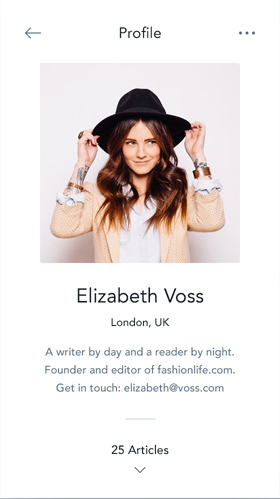 Profile
Elizabeth Voss
London, UK
A writer by day and a reader by night.
Founder and editor of fashionlife.com.
Get in touch: elizabeth@voss.com
25 Articles